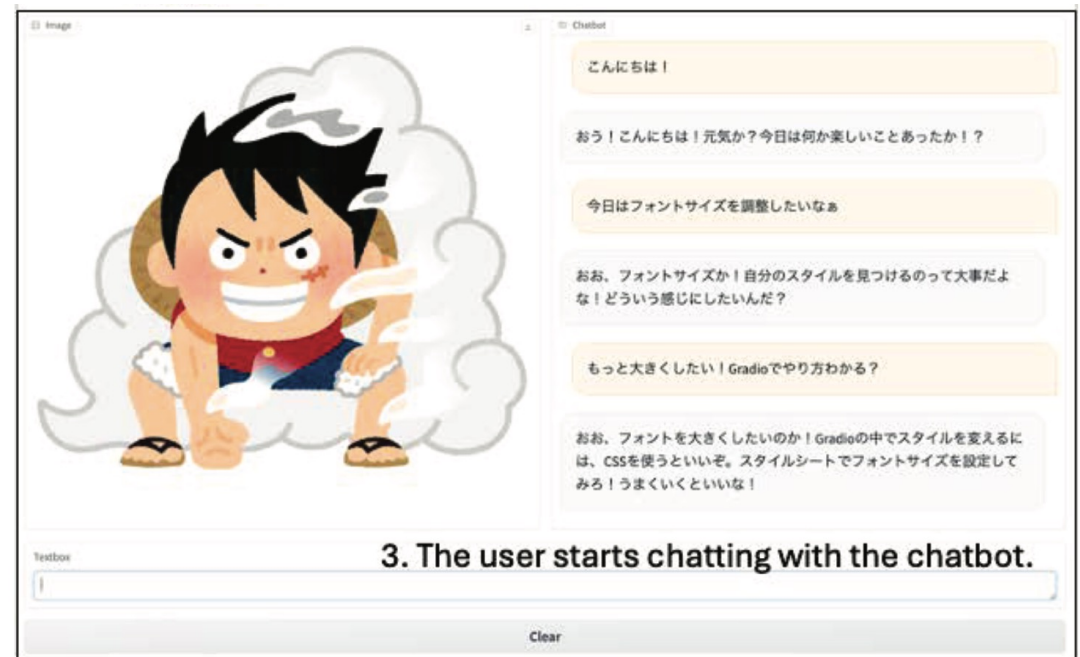 Image
Chatbot
こんにちは！
おう！こんにちは！元気か？今日は何か楽しいことあったか！？
今日はフォントサイズを調整したいなぁ
おお、フォントサイズか！自分のスタイルを見つけるのって大事だよ
な！どういう感じにしたいんだ？
もっと大きくしたい！Gradioでやり方わかる？
おお、フォントを大きくしたいのか！Gradioの中でスタイルを変えるに
は、CSSを使うといいぞ。スタイルシートでフォントサイズを設定して
みろ！うまくいくといいな！
Textbox
3. The user starts chatting with the chatbot.
Clear